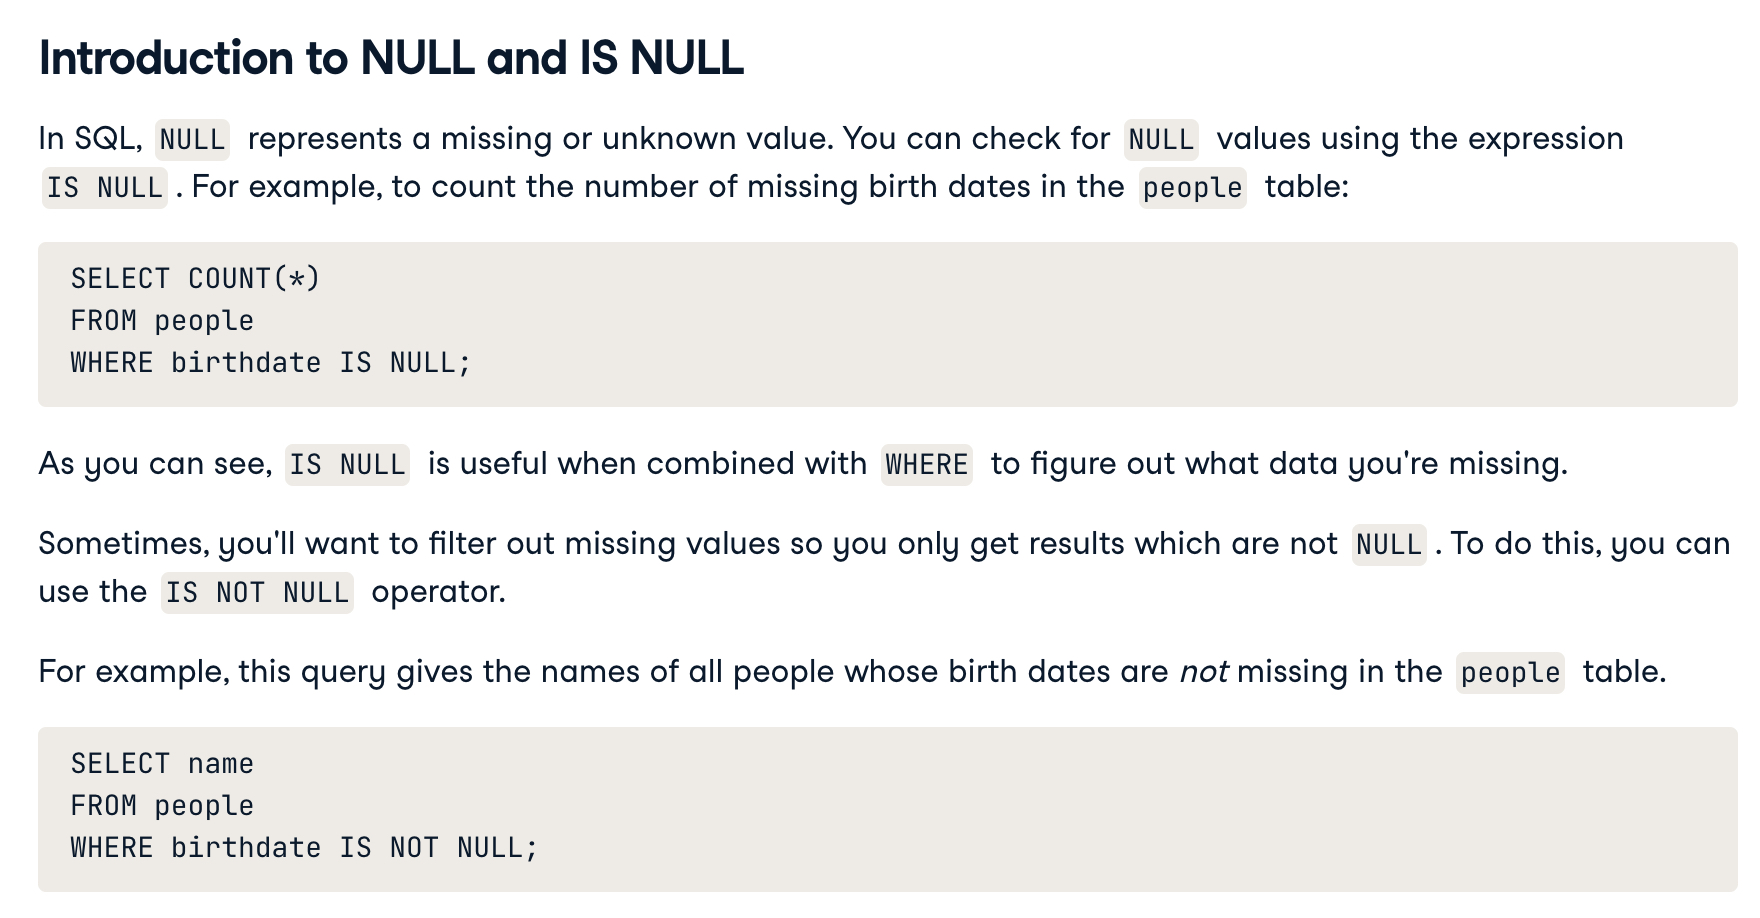 Introduction to NULL and IS NULL
In SQL, NULL represents a missing or unknown value. You can check for NULL values using the expression
IS NULL . For example, to count the number of missing birth dates in the people table:
SELECT COUNT(*)
FROM people
WHERE birthdate IS NULL;
As you can see, IS NULL is useful when combined with WHERE to figure out what data you're missing.
Sometimes, you'll want to filter out missing values so you only get results which are not NULL . To do this, you can
use the IS NOT NULL operator.
For example, this query gives the names of all people whose birth dates are not missing in the people table.
SELECT name
FROM people
WHERE birthdate IS NOT NULL;